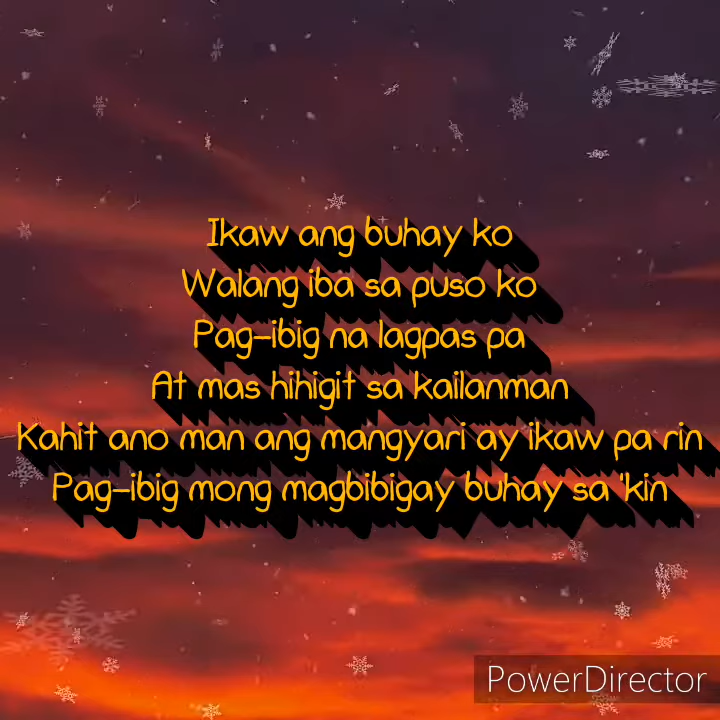 Ikaw ang buhay ko
Walang iba sa puso ko
Pag-ibig na lagpas pa
At mas hihigit sa kailanman
Kahit ano man ang mangyari ay ikaw pa rin
Pag-ibig mong magbibigay buhay sa 'kin
PowerDirector